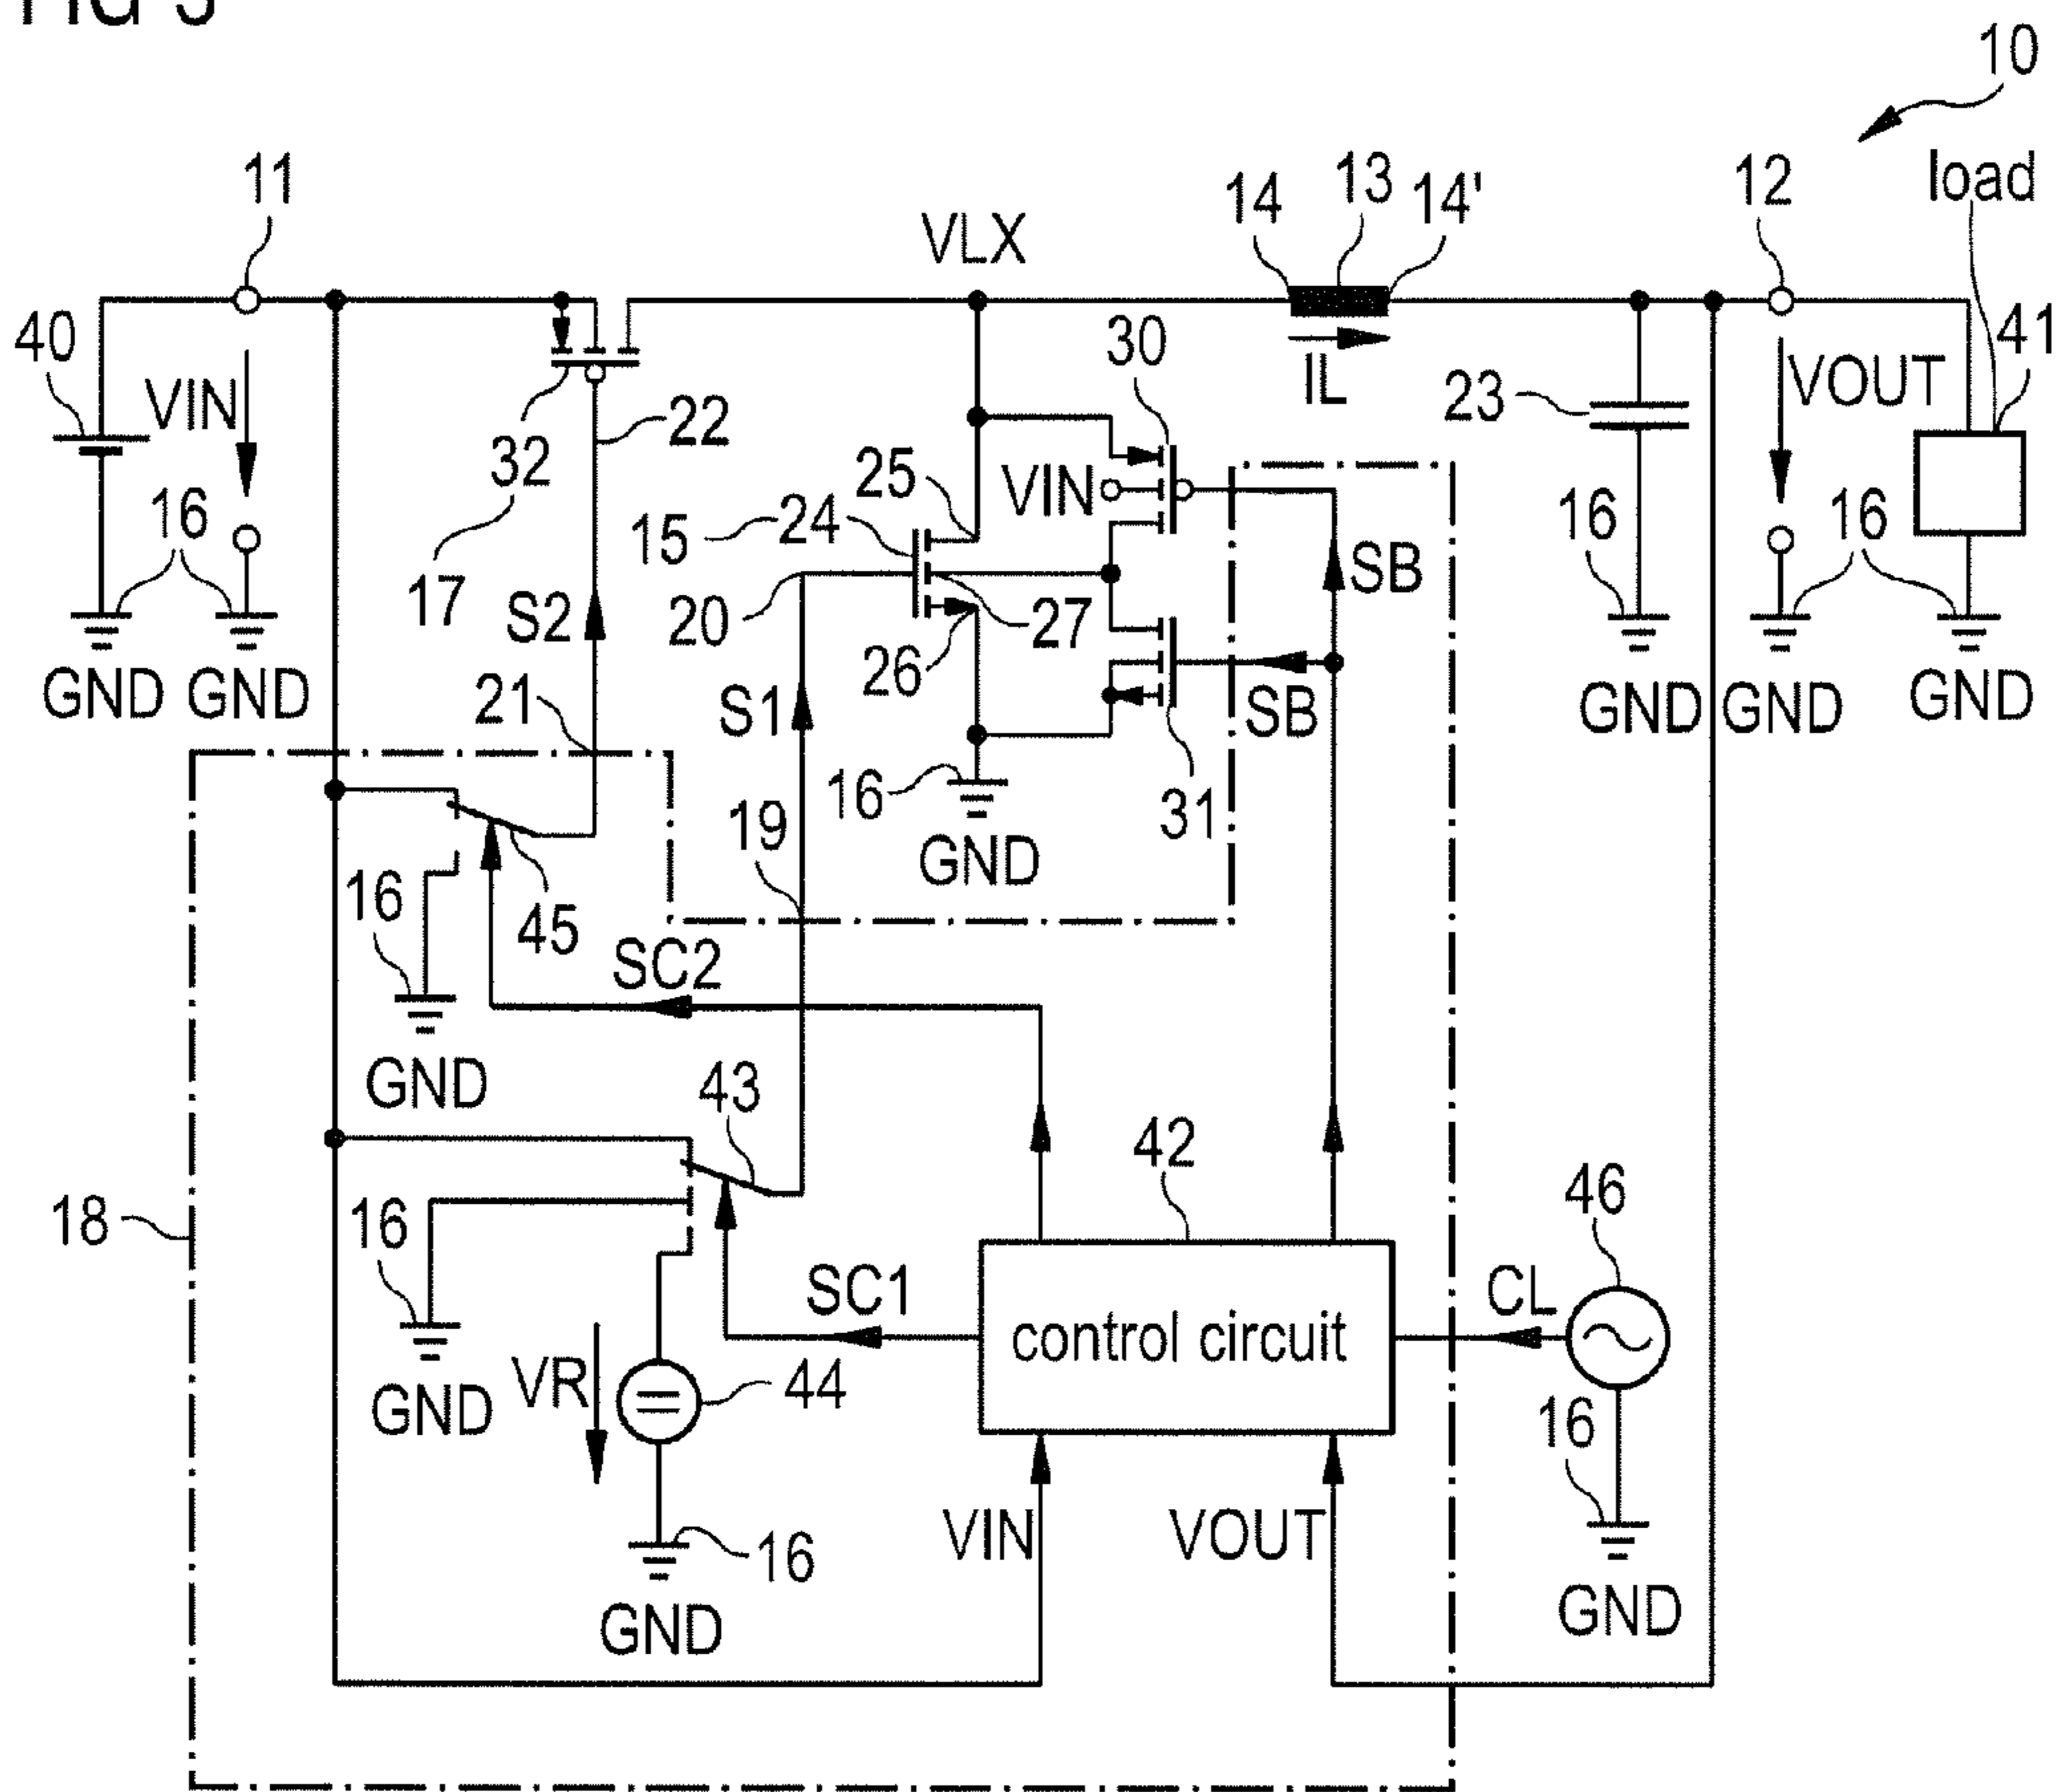 FIG 5
10
11
VLX
14
13
14'
12
load
40
VIN
32
22
17
S2
25
15
24
20
26
27
VIN
30
IL
23
VOUT
41
16
16
16
SB
SB
S1
21
31
GND
GND
16
GND
GND
GND
GND
19
16
45
SC2
GND
43
42
46
18
16
SC1
control circuit
CL
VR
44
GND
16
VIN
VOUT
16
GND
GND